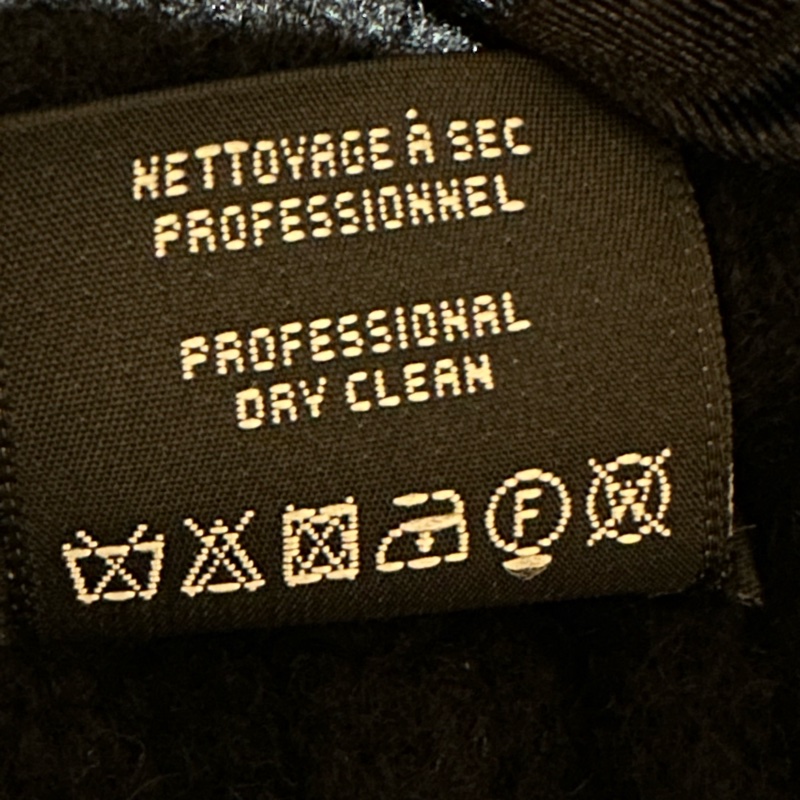 NETTOYAGE À SEC
PROFESSIONNEL
PROFESSIONAL
DRY CLEAN
F W